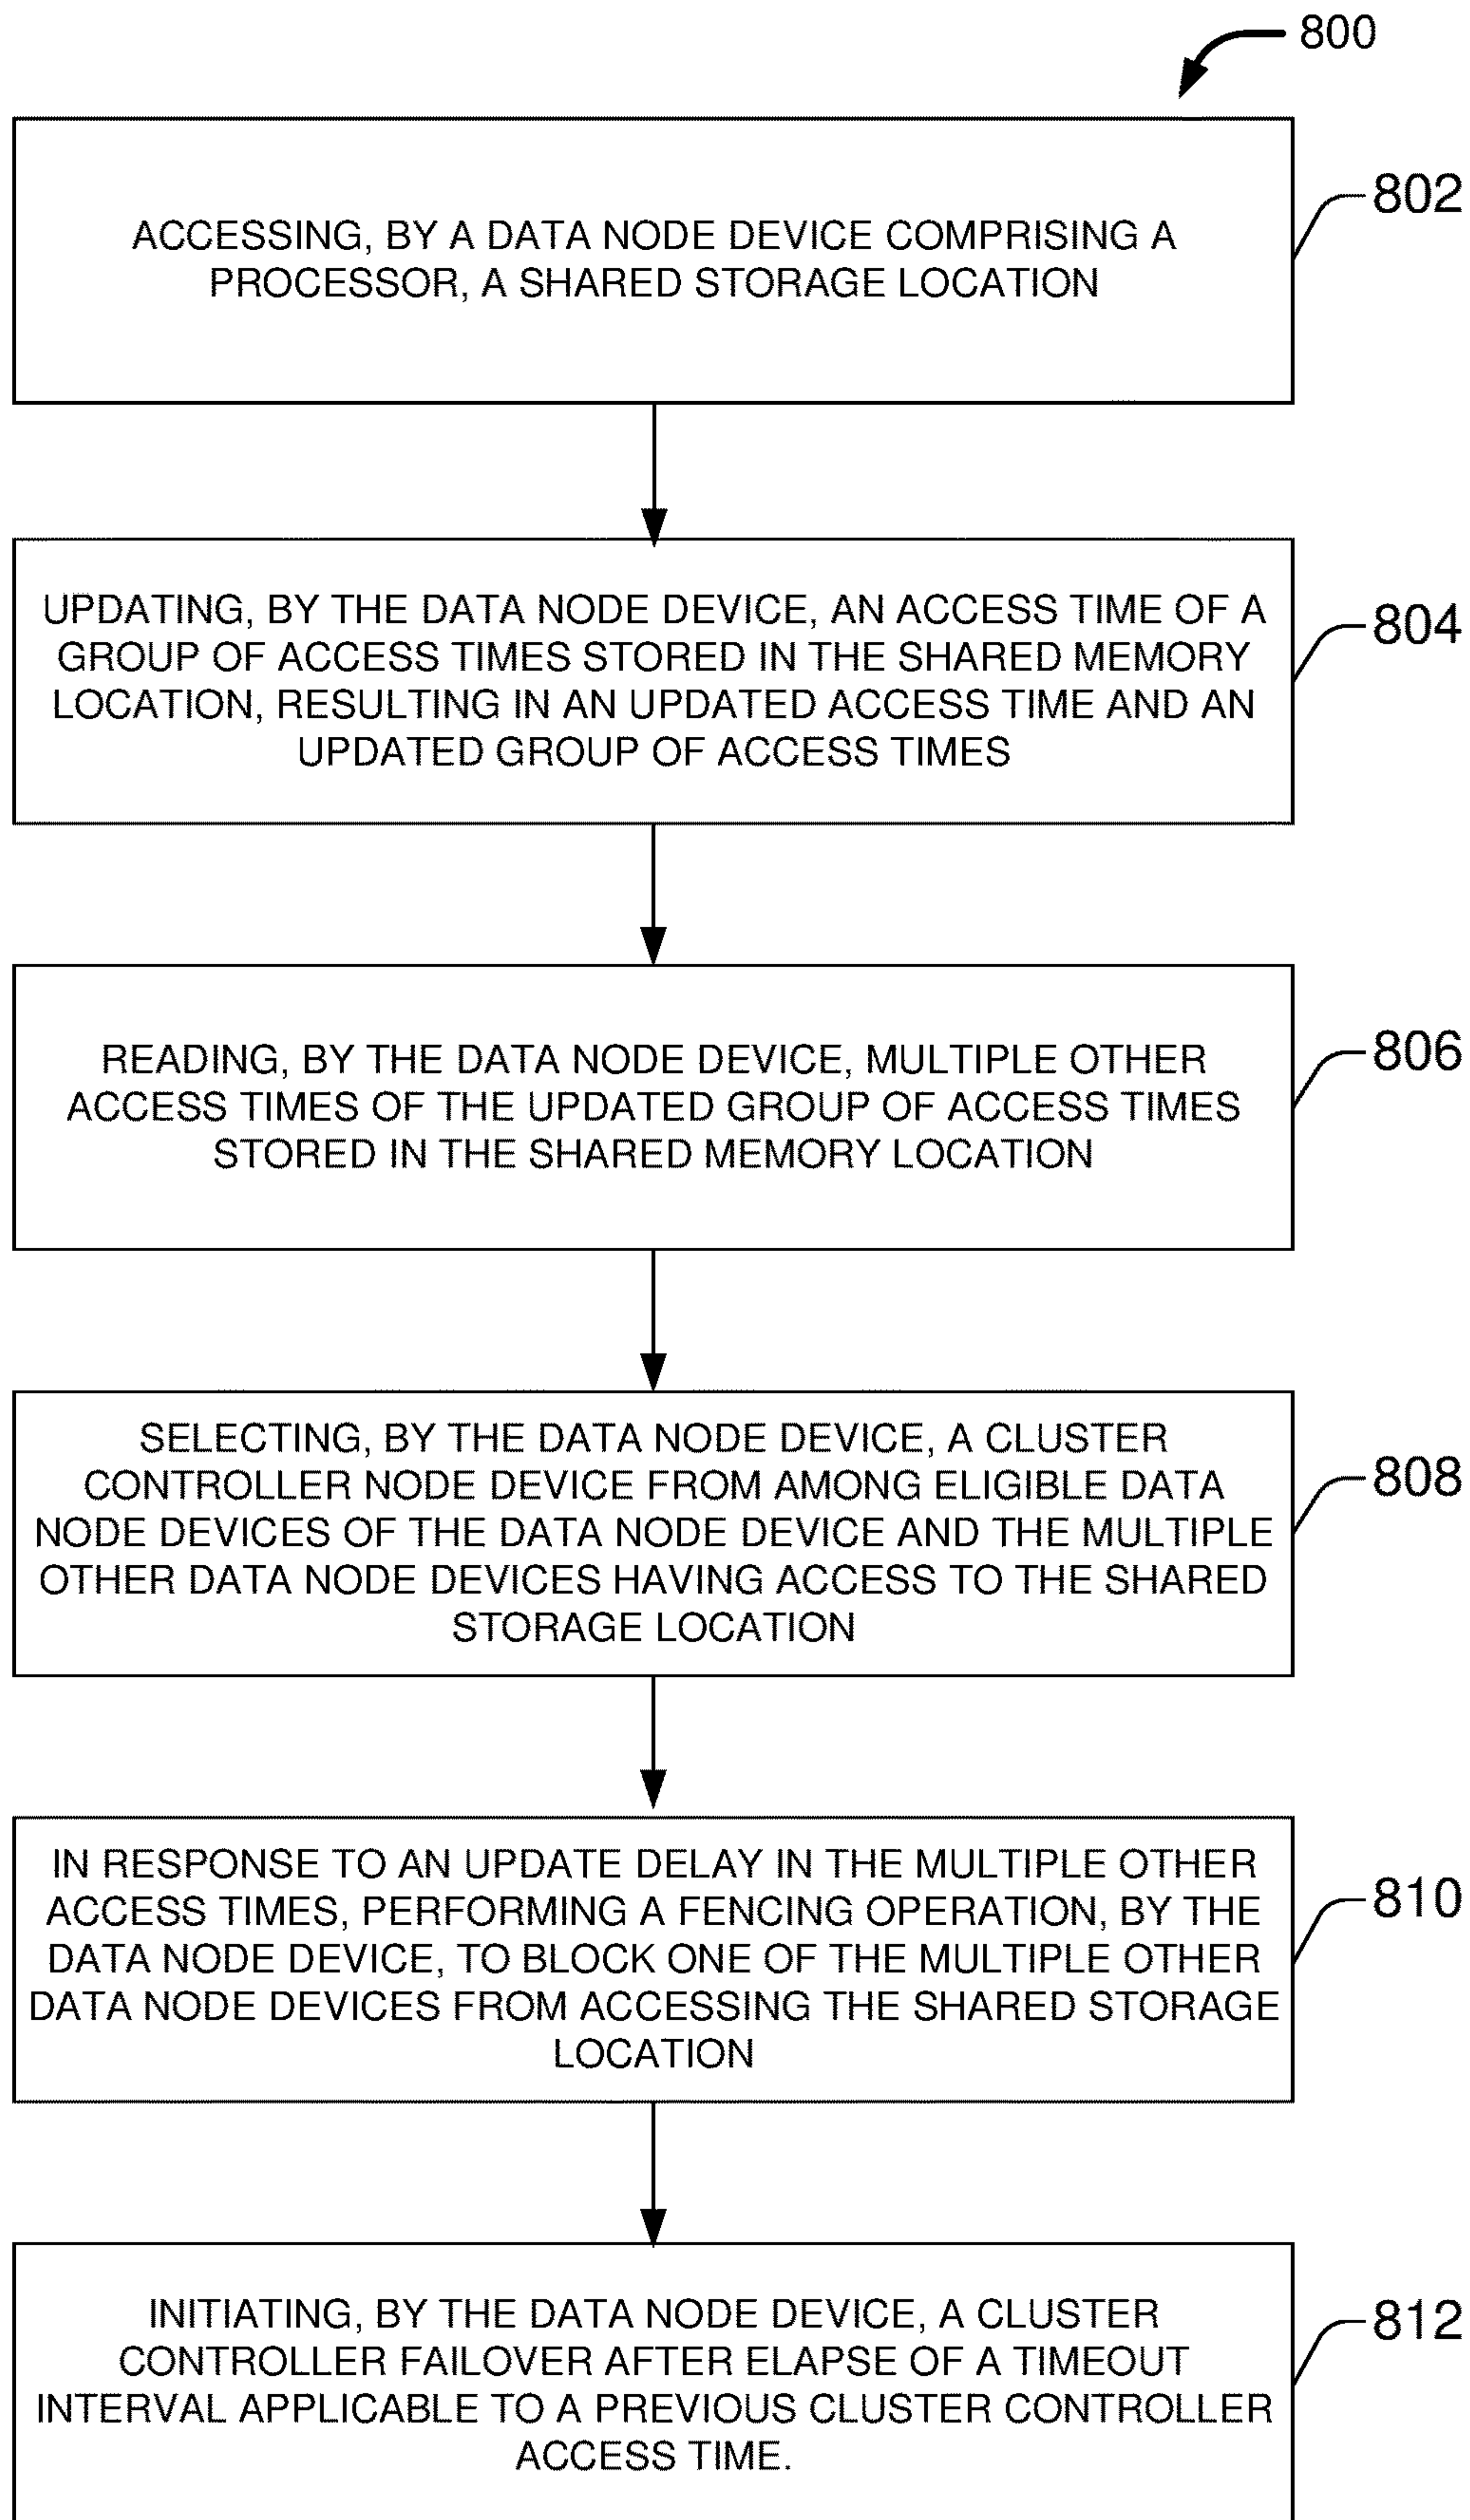 800
ACCESSING, BY A DATA NODE DEVICE COMPRISING A
PROCESSOR, A SHARED STORAGE LOCATION
802
UPDATING, BY THE DATA NODE DEVICE, AN ACCESS TIME OF A
GROUP OF ACCESS TIMES STORED IN THE SHARED MEMORY
LOCATION, RESULTING IN AN UPDATED ACCESS TIME AND AN
UPDATED GROUP OF ACCESS TIMES
804
READING, BY THE DATA NODE DEVICE, MULTIPLE OTHER
ACCESS TIMES OF THE UPDATED GROUP OF ACCESS TIMES
STORED IN THE SHARED MEMORY LOCATION
806
SELECTING, BY THE DATA NODE DEVICE, A CLUSTER
CONTROLLER NODE DEVICE FROM AMONG ELIGIBLE DATA
NODE DEVICES OF THE DATA NODE DEVICE AND THE MULTIPLE
OTHER DATA NODE DEVICES HAVING ACCESS TO THE SHARED
STORAGE LOCATION
808
IN RESPONSE TO AN UPDATE DELAY IN THE MULTIPLE OTHER
ACCESS TIMES, PERFORMING A FENCING OPERATION, BY THE
DATA NODE DEVICE, TO BLOCK ONE OF THE MULTIPLE OTHER
DATA NODE DEVICES FROM ACCESSING THE SHARED STORAGE
LOCATION
810
INITIATING, BY THE DATA NODE DEVICE, A CLUSTER
CONTROLLER FAILOVER AFTER ELAPSE OF A TIMEOUT
INTERVAL APPLICABLE TO A PREVIOUS CLUSTER CONTROLLER
ACCESS TIME.
812